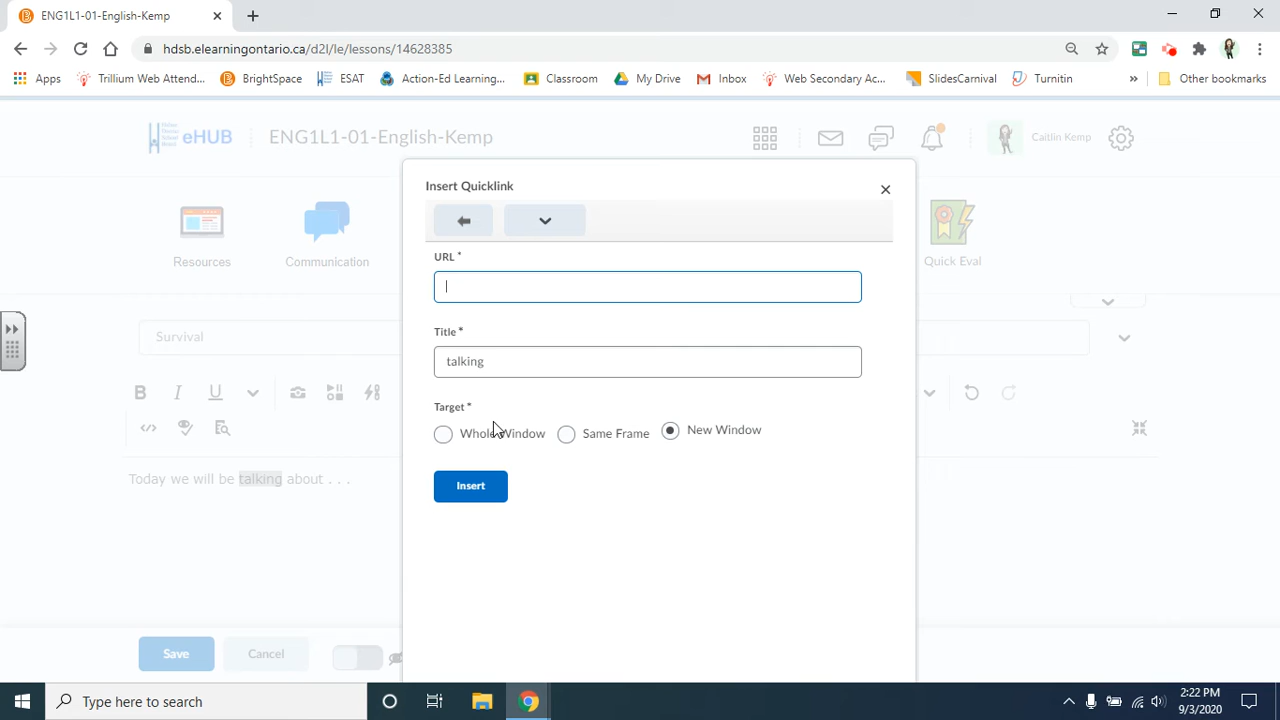 ENG1L1-01-English-Kemp
hdsb.elearningontario.ca/d2l/le/lessons/14628385
Apps Trillium Web Attend... BrightSpace ESAT Action-Ed Learning... Classroom My Drive Inbox Web Secondary Ac... SlidesCarnival Turnitin » Other bookmarks
eHUB ENG1L1-01-English-Kemp Caitlin Kemp
Insert Quicklink
URL *
Resources Communication Quick Eval
Title *
Survival
talking
Target *
Whole Window Same Frame New Window
Today we will be talking about . . .
Insert
Save Cancel
Type here to search
2:22 PM
9/3/2020